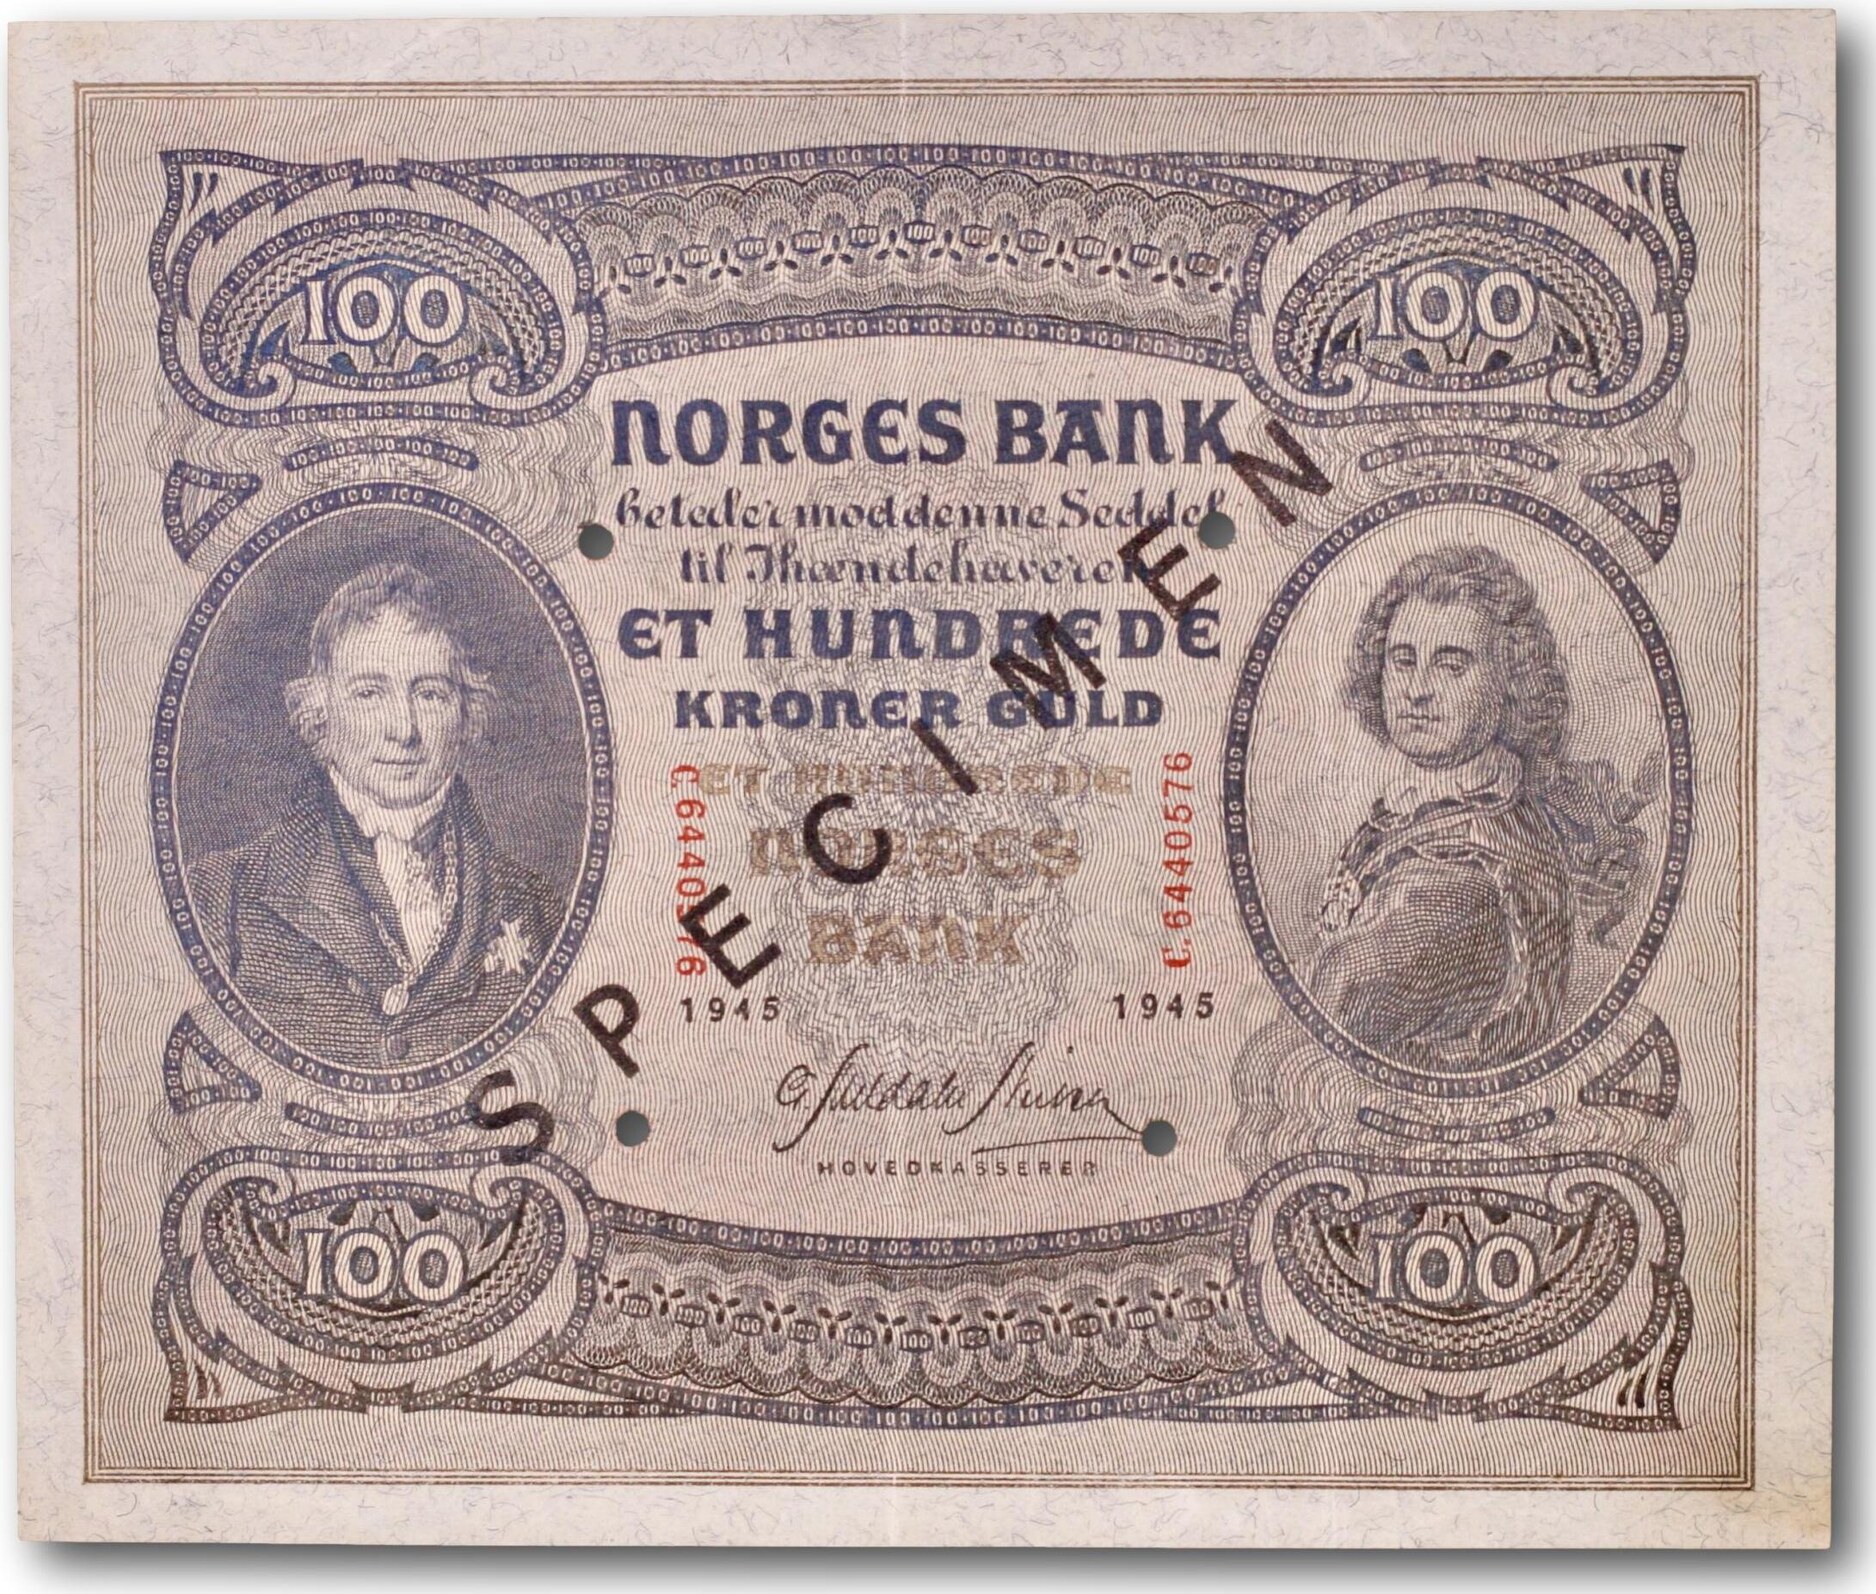 100 100
NORGES BANK
betaler mod denne Seddel
til Ihændehaveren
ET HUNDREDE
KRONER GULD
ET HUNDREDE
NORGES
BANK
C.6440576 C.6440576
1945 1945
HOVEDKASSERER
SPECIMEN
100 100